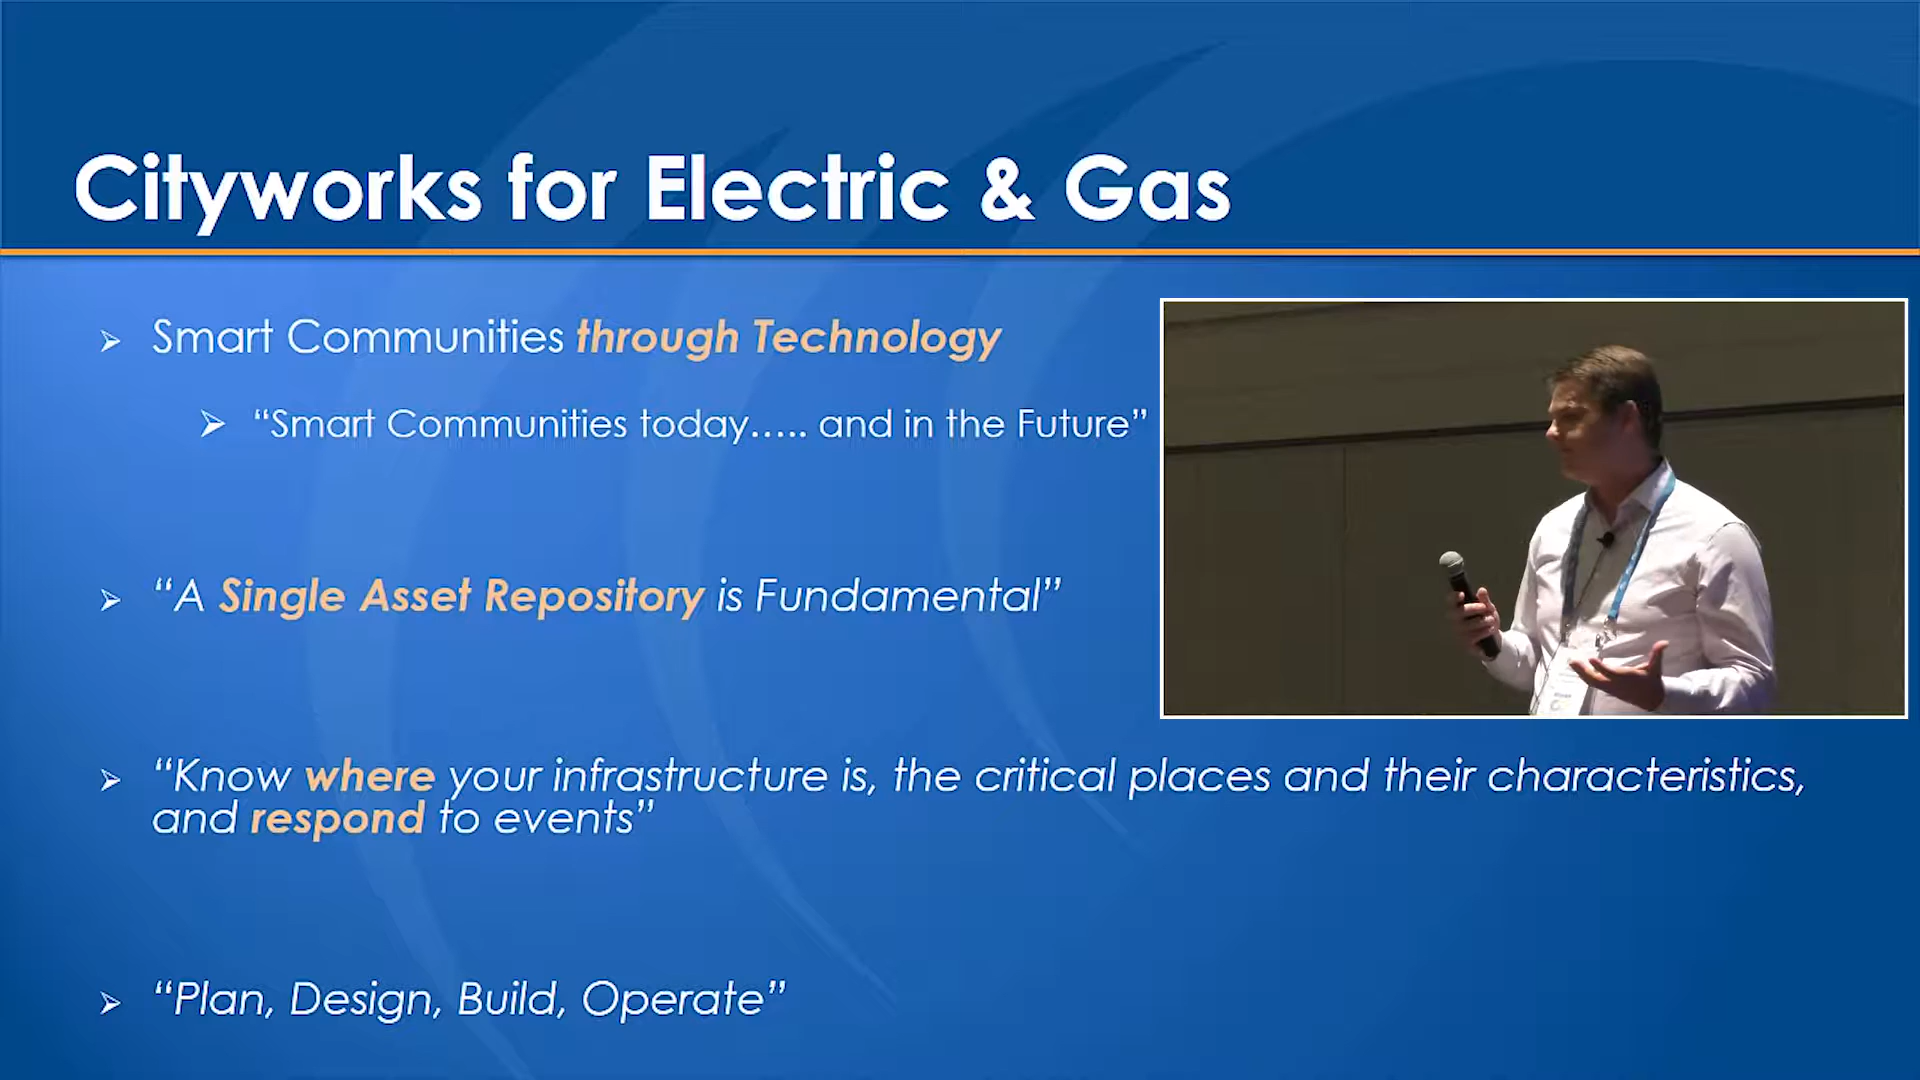 Cityworks for Electric & Gas
Smart Communities through Technology
“Smart Communities today….. and in the Future”
“A Single Asset Repository is Fundamental”
“Know where your infrastructure is, the critical places and their characteristics,
and respond to events”
“Plan, Design, Build, Operate”